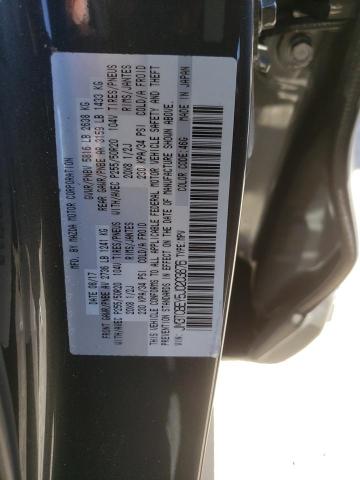 MFD. BY MAZDA MOTOR CORPORATION
08/17 GVWR/PNBV 5816 LB 2638 KG
GAWR/PNBE AV 2736 LB 1241 KG REAR GAWR/PNBE AR 3159 LB 1433 KG
WITH/AVEC P255/50R20 104V TIRES/PNEUS WITH/AVEC P255/50R20 104V TIRES/PNEUS
20X8 1/2J RIMS/JANTES 20X8 1/2J RIMS/JANTES
230 KPA/34 PSI COLD/A FROID 230 KPA/34 PSI COLD/A FROID
THIS VEHICLE CONFORMS TO ALL APPLICABLE FEDERAL MOTOR VEHICLE SAFETY AND THEFT
PREVENTION STANDARDS IN EFFECT ON THE DATE OF MANUFACTURE SHOWN ABOVE.
TYPE:MPV COLOR CODE:46G MADE IN JAPAN